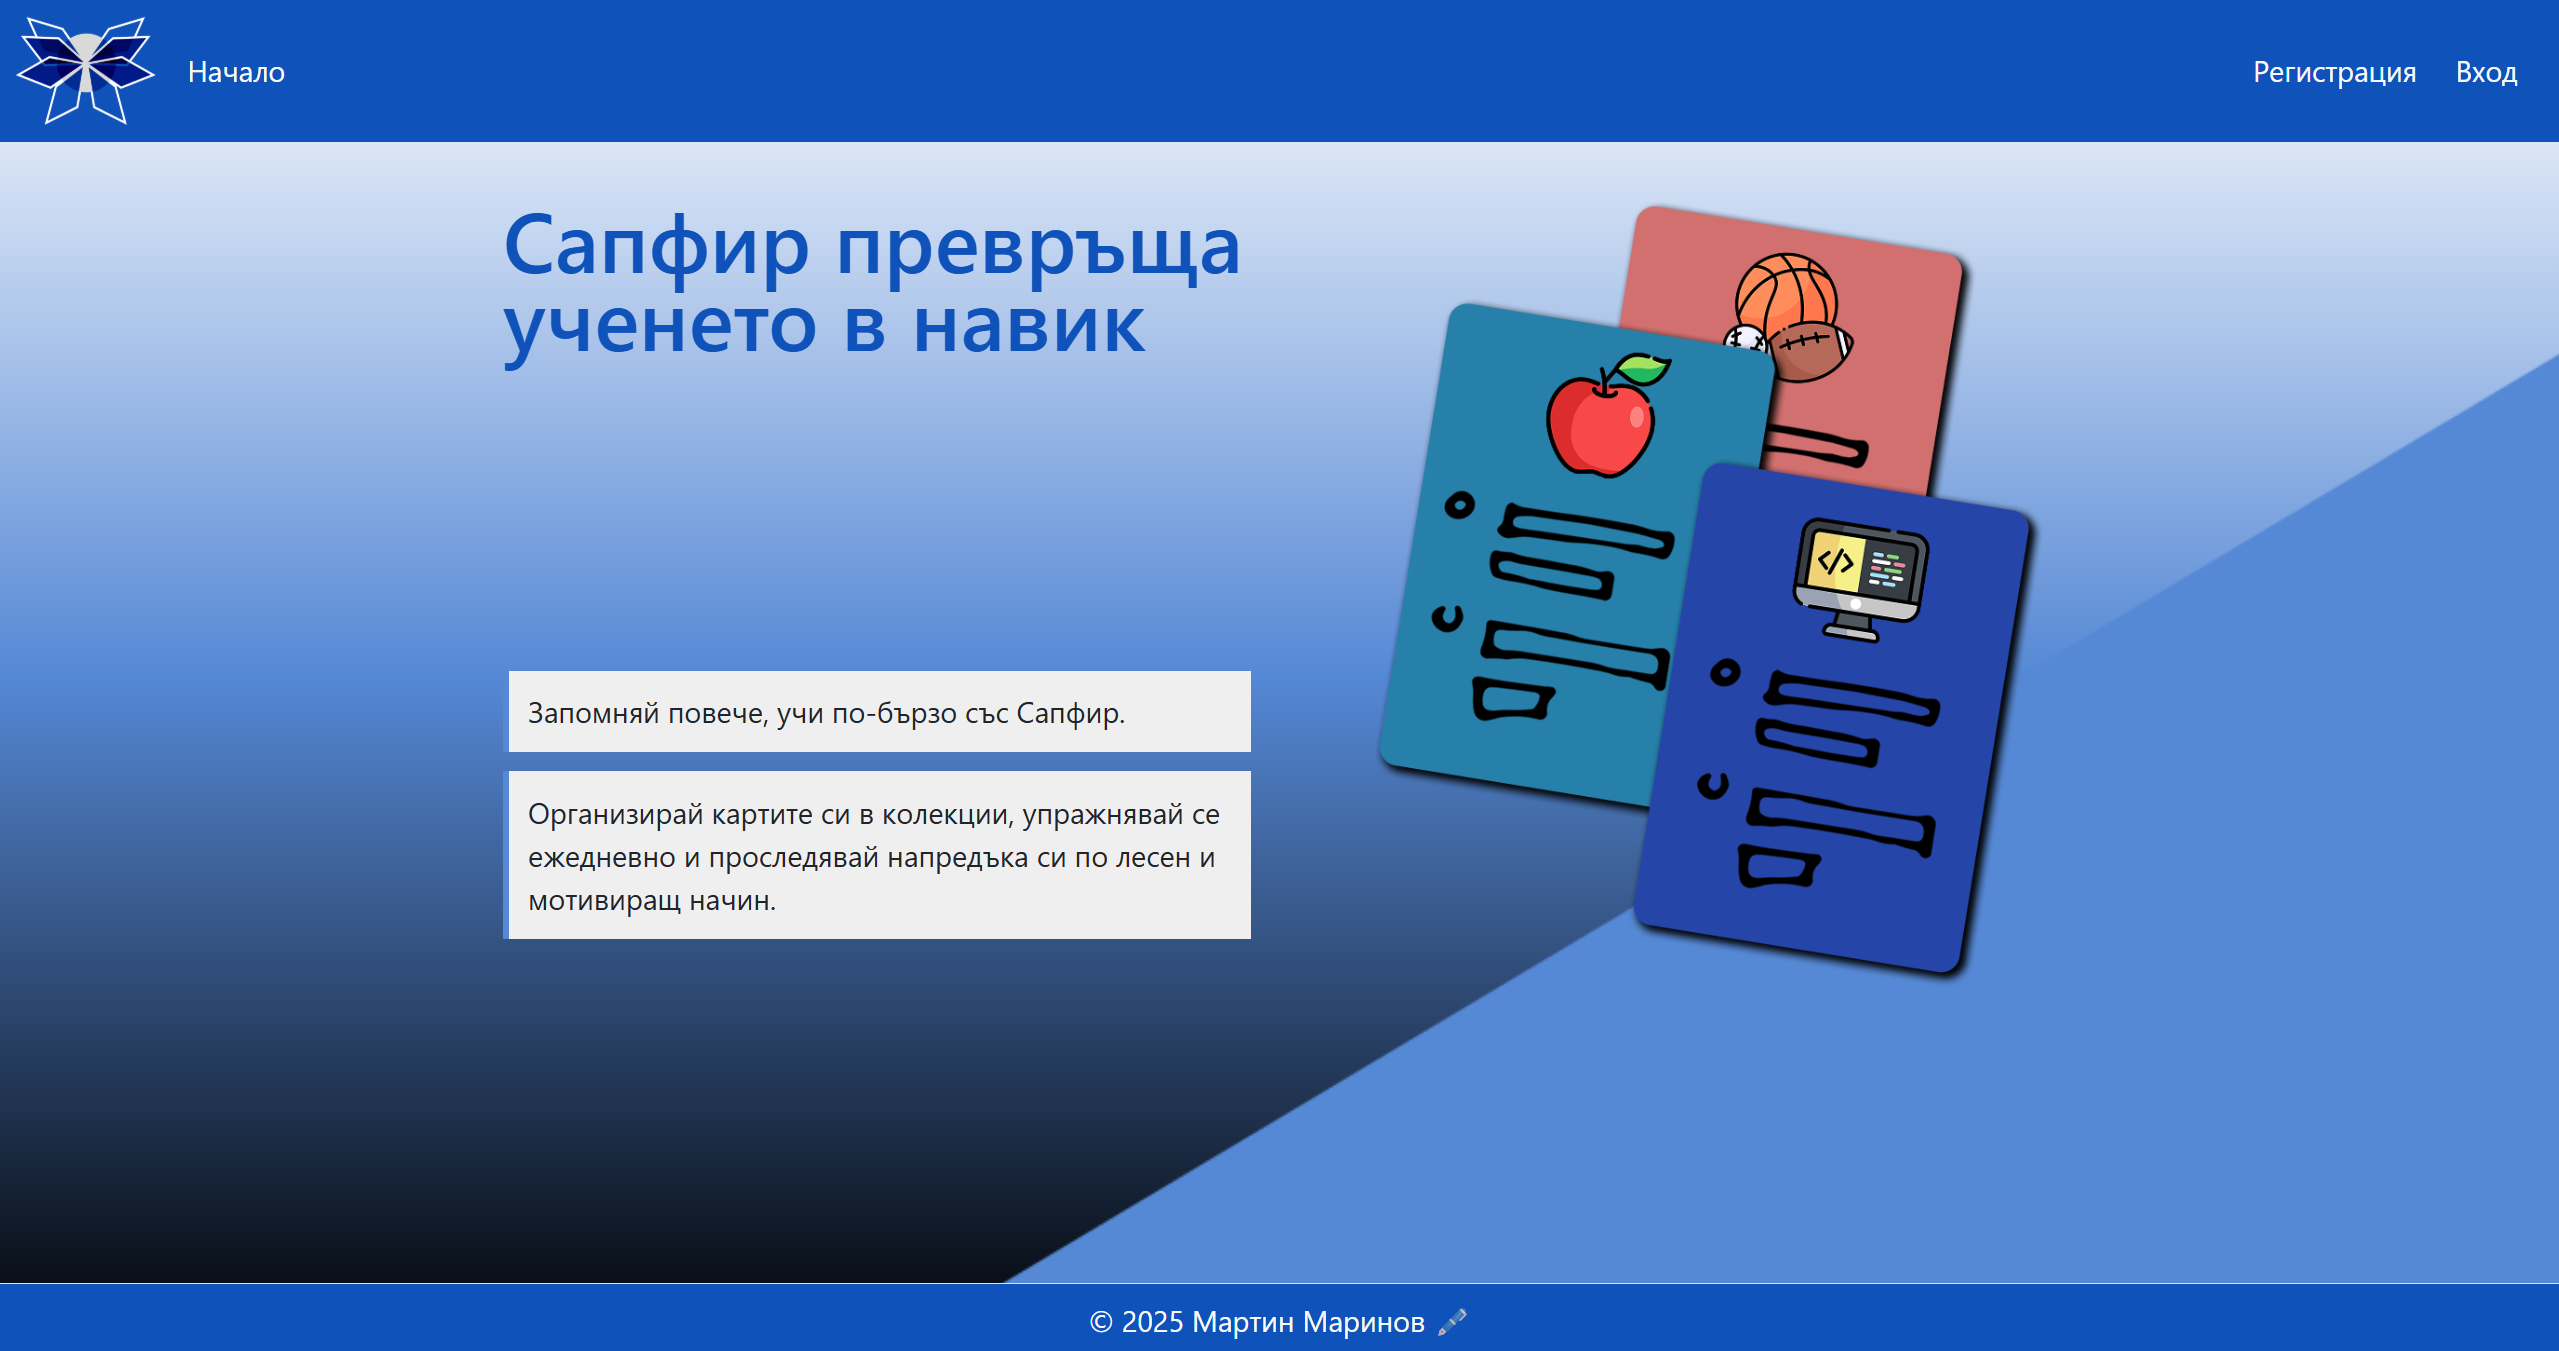 Начало
Регистрация
Вход
Сапфир превръща
ученето в навик
</>
Запомняй повече, учи по-бързо със Сапфир.
Организирай картите си в колекции, упражнявай се
ежедневно и проследявай напредъка си по лесен и
мотивиращ начин.
© 2025 Мартин Маринов